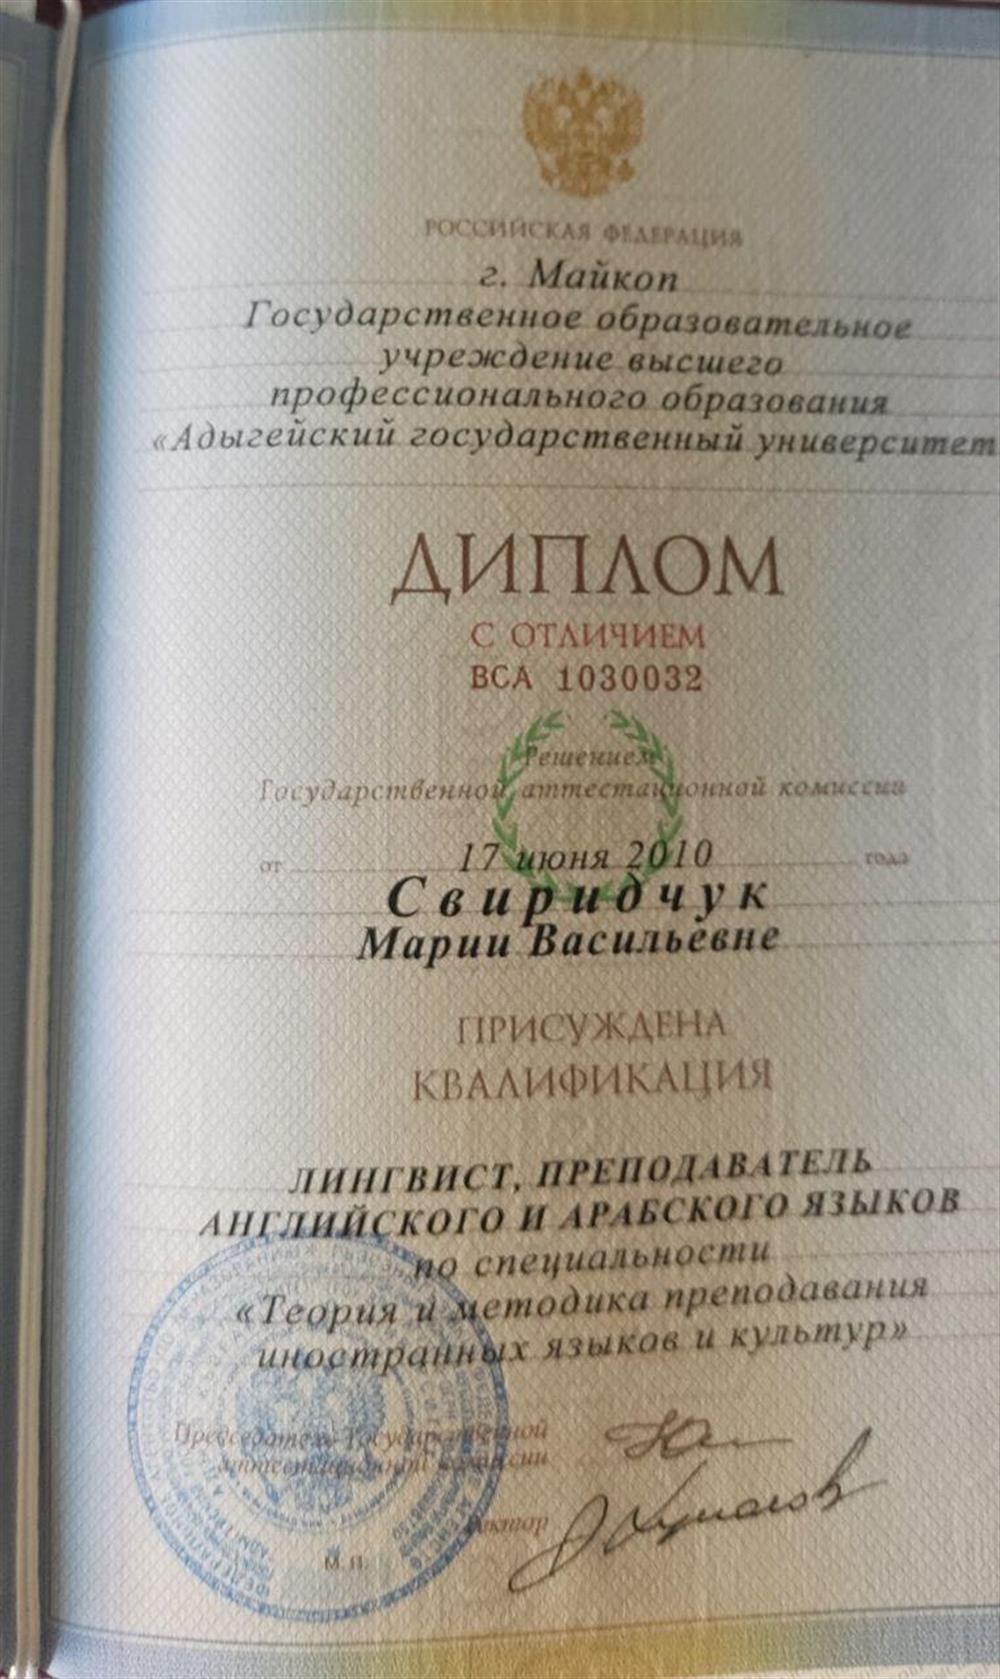 РОССИЙСКАЯ ФЕДЕРАЦИЯ
г. Майкоп
Государственное образовательное
учреждение высшего
профессионального образования
«Адыгейский государственный университет
ДИПЛОМ
С ОТЛИЧИЕМ
ВСА 1030032
Решением
Государственной аттестационной комиссии
от 17 июня 2010 года
Свиридчук
Марии Васильевне
ПРИСУЖДЕНА
КВАЛИФИКАЦИЯ
ЛИНГВИСТ, ПРЕПОДАВАТЕЛЬ
АНГЛИЙСКОГО И АРАБСКОГО ЯЗЫКОВ
по специальности
«Теория и методика преподавания
иностранных языков и культур»
Председатель Государственной
аттестационной комиссии
Ректор
М.П.